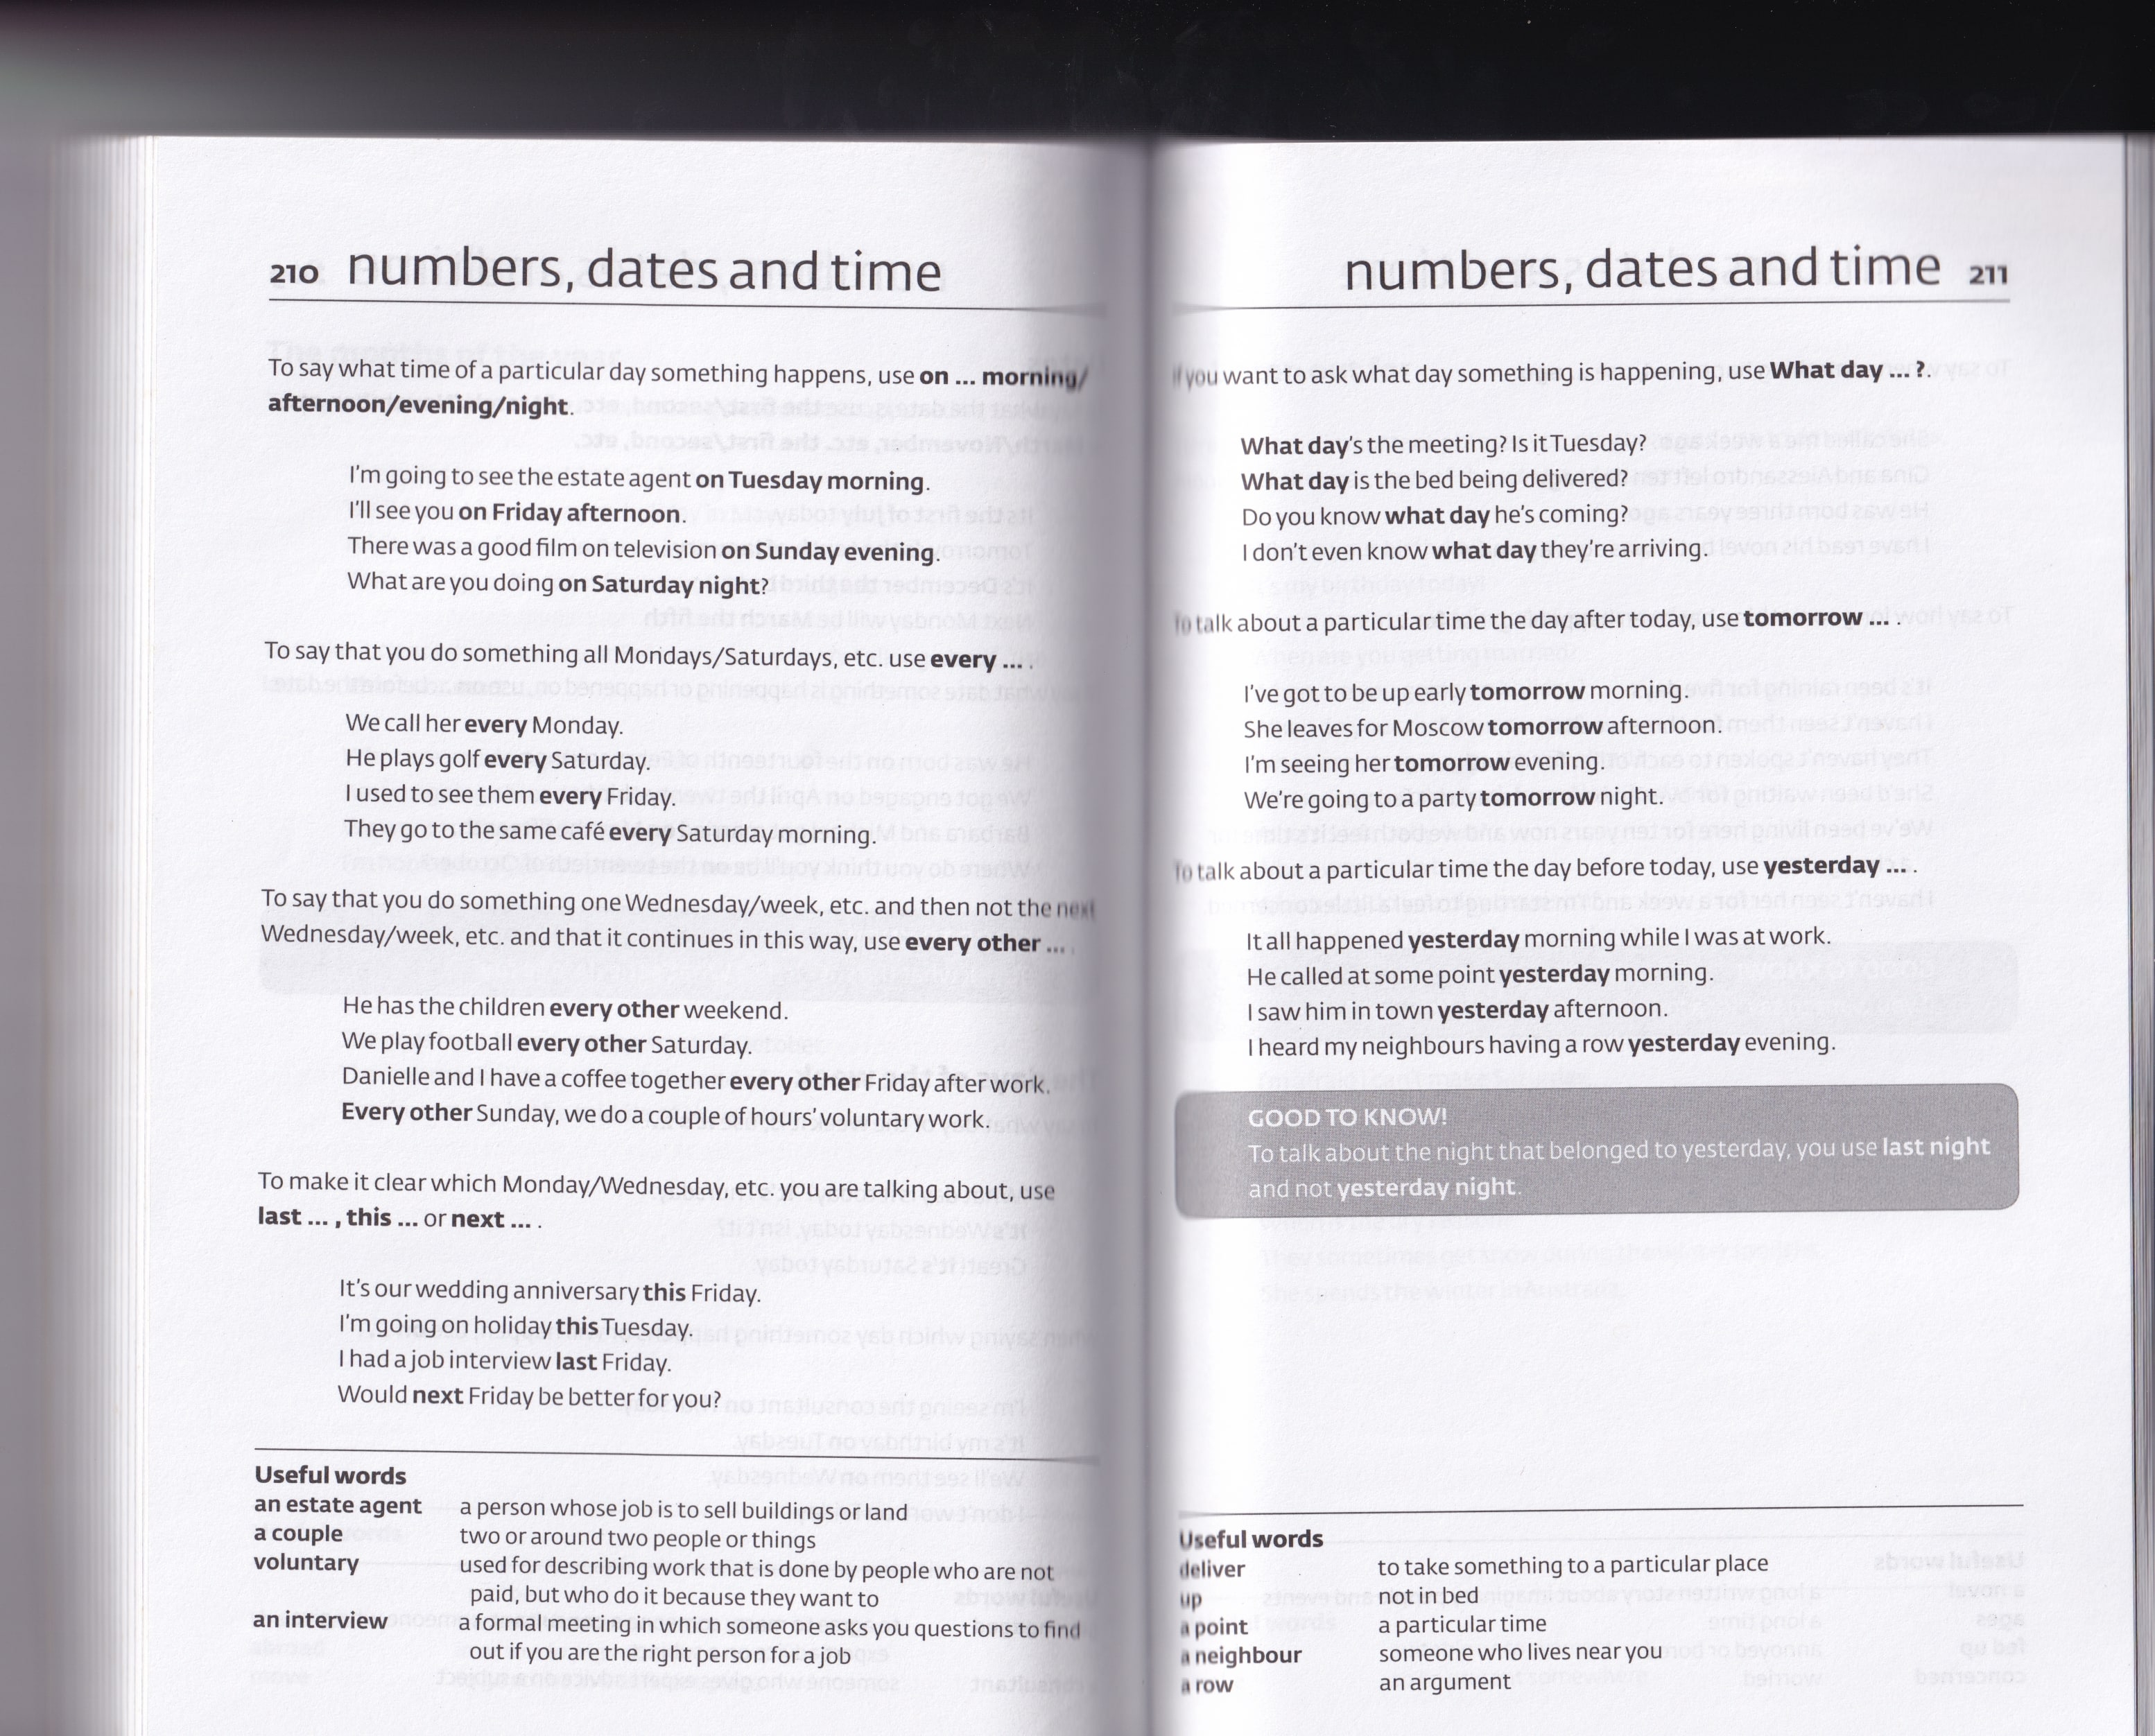 210 numbers, dates and time
To say what time of a particular day something happens, use on ... morning/
afternoon/evening/night.
I'm going to see the estate agent on Tuesday morning.
I'll see you on Friday afternoon.
There was a good film on television on Sunday evening.
What are you doing on Saturday night?
To say that you do something all Mondays/Saturdays, etc. use every ... .
We call her every Monday.
He plays golf every Saturday.
I used to see them every Friday.
They go to the same café every Saturday morning.
To say that you do something one Wednesday/week, etc. and then not the next
Wednesday/week, etc. and that it continues in this way, use every other ... .
He has the children every other weekend.
We play football every other Saturday.
Danielle and I have a coffee together every other Friday after work.
Every other Sunday, we do a couple of hours' voluntary work.
To make it clear which Monday/Wednesday, etc. you are talking about, use
last ... , this ... or next ... .
It's our wedding anniversary this Friday.
I'm going on holiday this Tuesday.
I had a job interview last Friday.
Would next Friday be better for you?
Useful words
an estate agent a person whose job is to sell buildings or land
a couple two or around two people or things
voluntary used for describing work that is done by people who are not
paid, but who do it because they want to
an interview a formal meeting in which someone asks you questions to find
out if you are the right person for a job
numbers, dates and time 211
If you want to ask what day something is happening, use What day ... ?.
What day's the meeting? Is it Tuesday?
What day is the bed being delivered?
Do you know what day he's coming?
I don't even know what day they're arriving.
To talk about a particular time the day after today, use tomorrow ... .
I've got to be up early tomorrow morning.
She leaves for Moscow tomorrow afternoon.
I'm seeing her tomorrow evening.
We're going to a party tomorrow night.
To talk about a particular time the day before today, use yesterday ... .
It all happened yesterday morning while I was at work.
He called at some point yesterday morning.
I saw him in town yesterday afternoon.
I heard my neighbours having a row yesterday evening.
GOOD TO KNOW!
To talk about the night that belonged to yesterday, you use last night
and not yesterday night.
Useful words
deliver to take something to a particular place
up not in bed
a point a particular time
a neighbour someone who lives near you
a row an argument